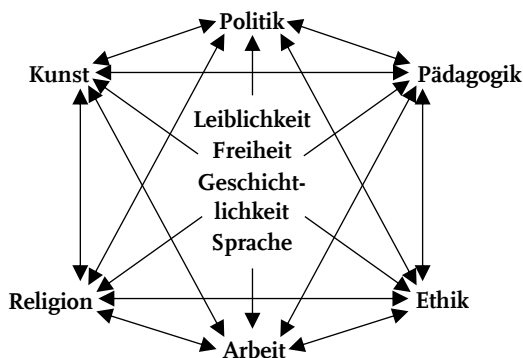 Politik
Kunst
Pädagogik
Leiblichkeit
Freiheit
Geschicht-
lichkeit
Sprache
Religion
Ethik
Arbeit